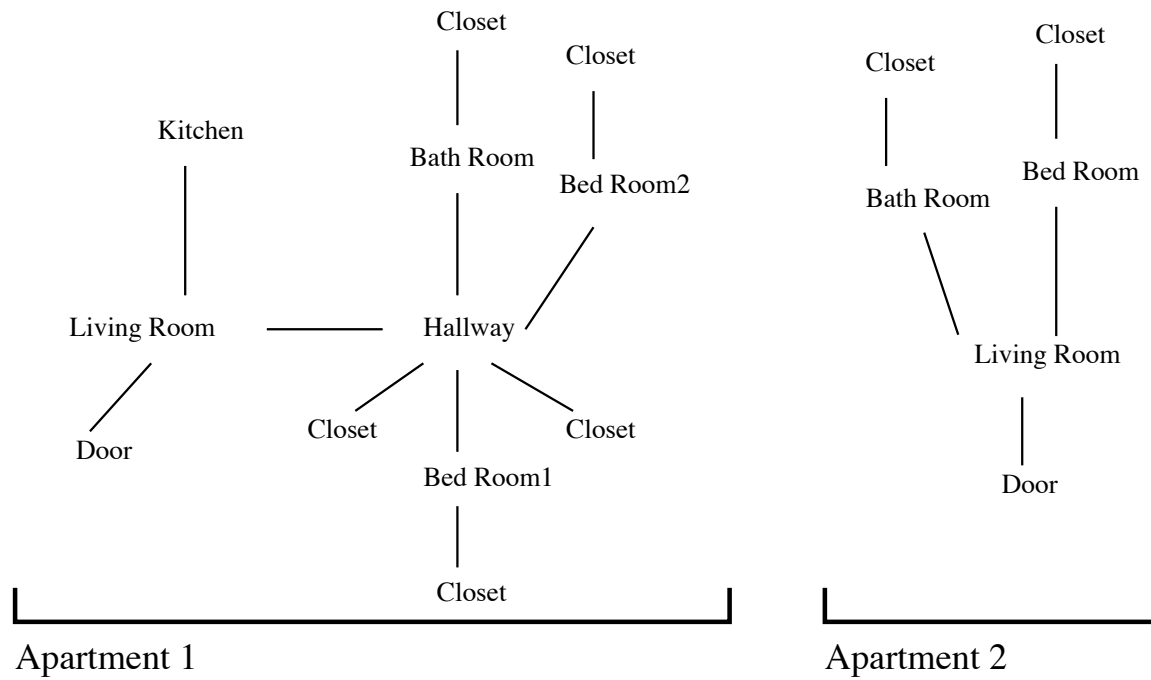 Closet
Closet
Kitchen
Bath Room
Bed Room2
Living Room
Hallway
Closet
Closet
Door
Bed Room1
Closet
Apartment 1
Closet
Closet
Bed Room
Bath Room
Living Room
Door
Apartment 2